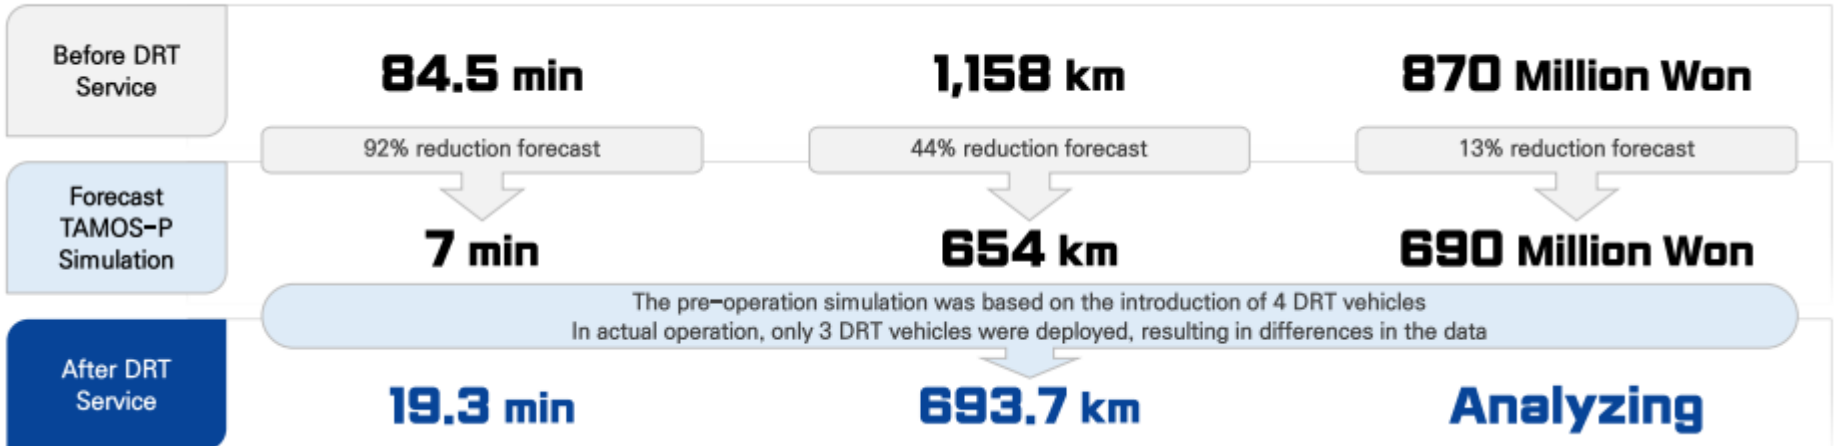 Before DRT
Service
84.5 min
1,158 km
870 Million Won
92% reduction forecast
44% reduction forecast
13% reduction forecast
Forecast
TAMOS-P
Simulation
7 min
654 km
690 Million Won
The pre-operation simulation was based on the introduction of 4 DRT vehicles
In actual operation, only 3 DRT vehicles were deployed, resulting in differences in the data
After DRT
Service
19.3 min
693.7 km
Analyzing